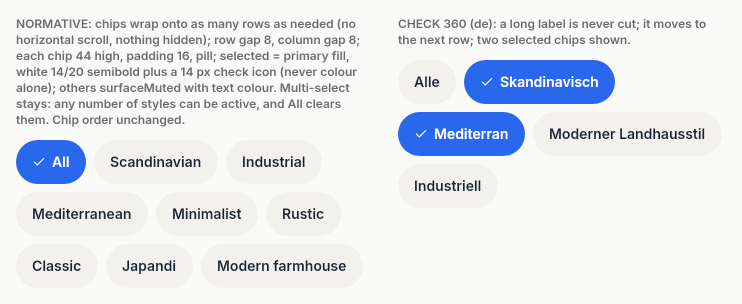 NORMATIVE: chips wrap onto as many rows as needed (no
horizontal scroll, nothing hidden); row gap 8, column gap 8;
each chip 44 high, padding 16, pill; selected = primary fill,
white 14/20 semibold plus a 14 px check icon (never colour
alone); others surfaceMuted with text colour. Multi-select
stays: any number of styles can be active, and All clears
them. Chip order unchanged.
All Scandinavian Industrial
Mediterranean Minimalist Rustic
Classic Japandi Modern farmhouse
CHECK 360 (de): a long label is never cut; it moves to
the next row; two selected chips shown.
Alle Skandinavisch
Mediterran Moderner Landhausstil
Industriell